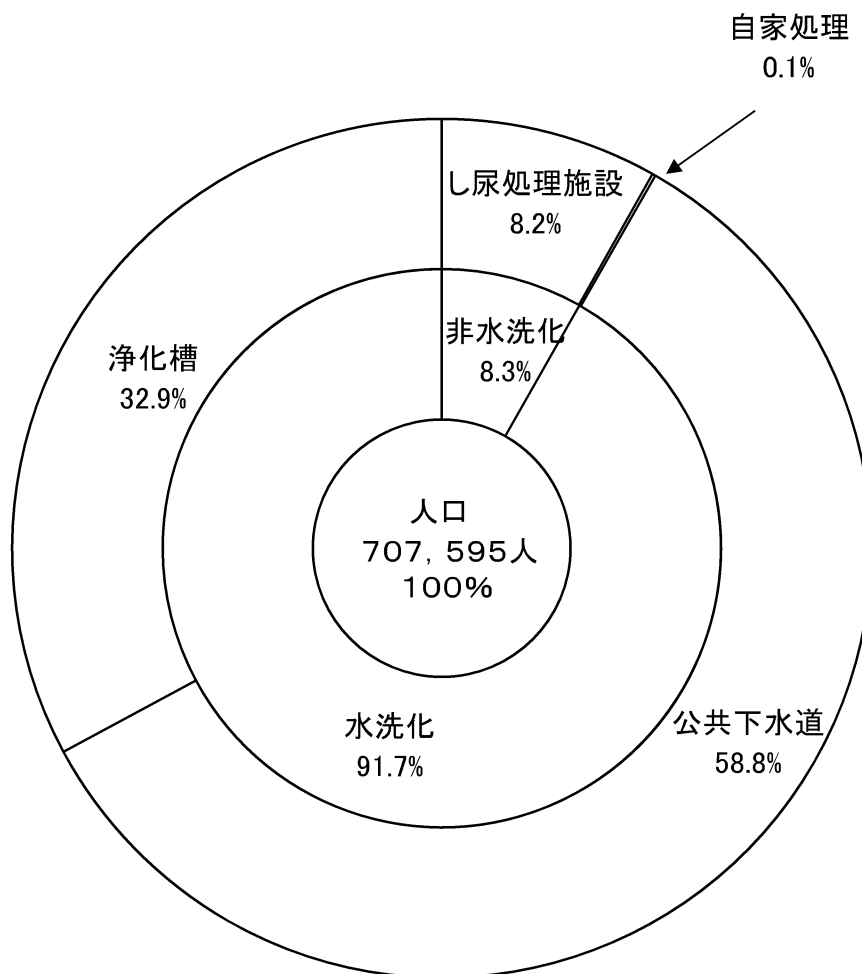 自家処理
0.1%
し尿処理施設
8.2%
非水洗化
8.3%
浄化槽
32.9%
人口
707,595人
100%
水洗化
91.7%
公共下水道
58.8%